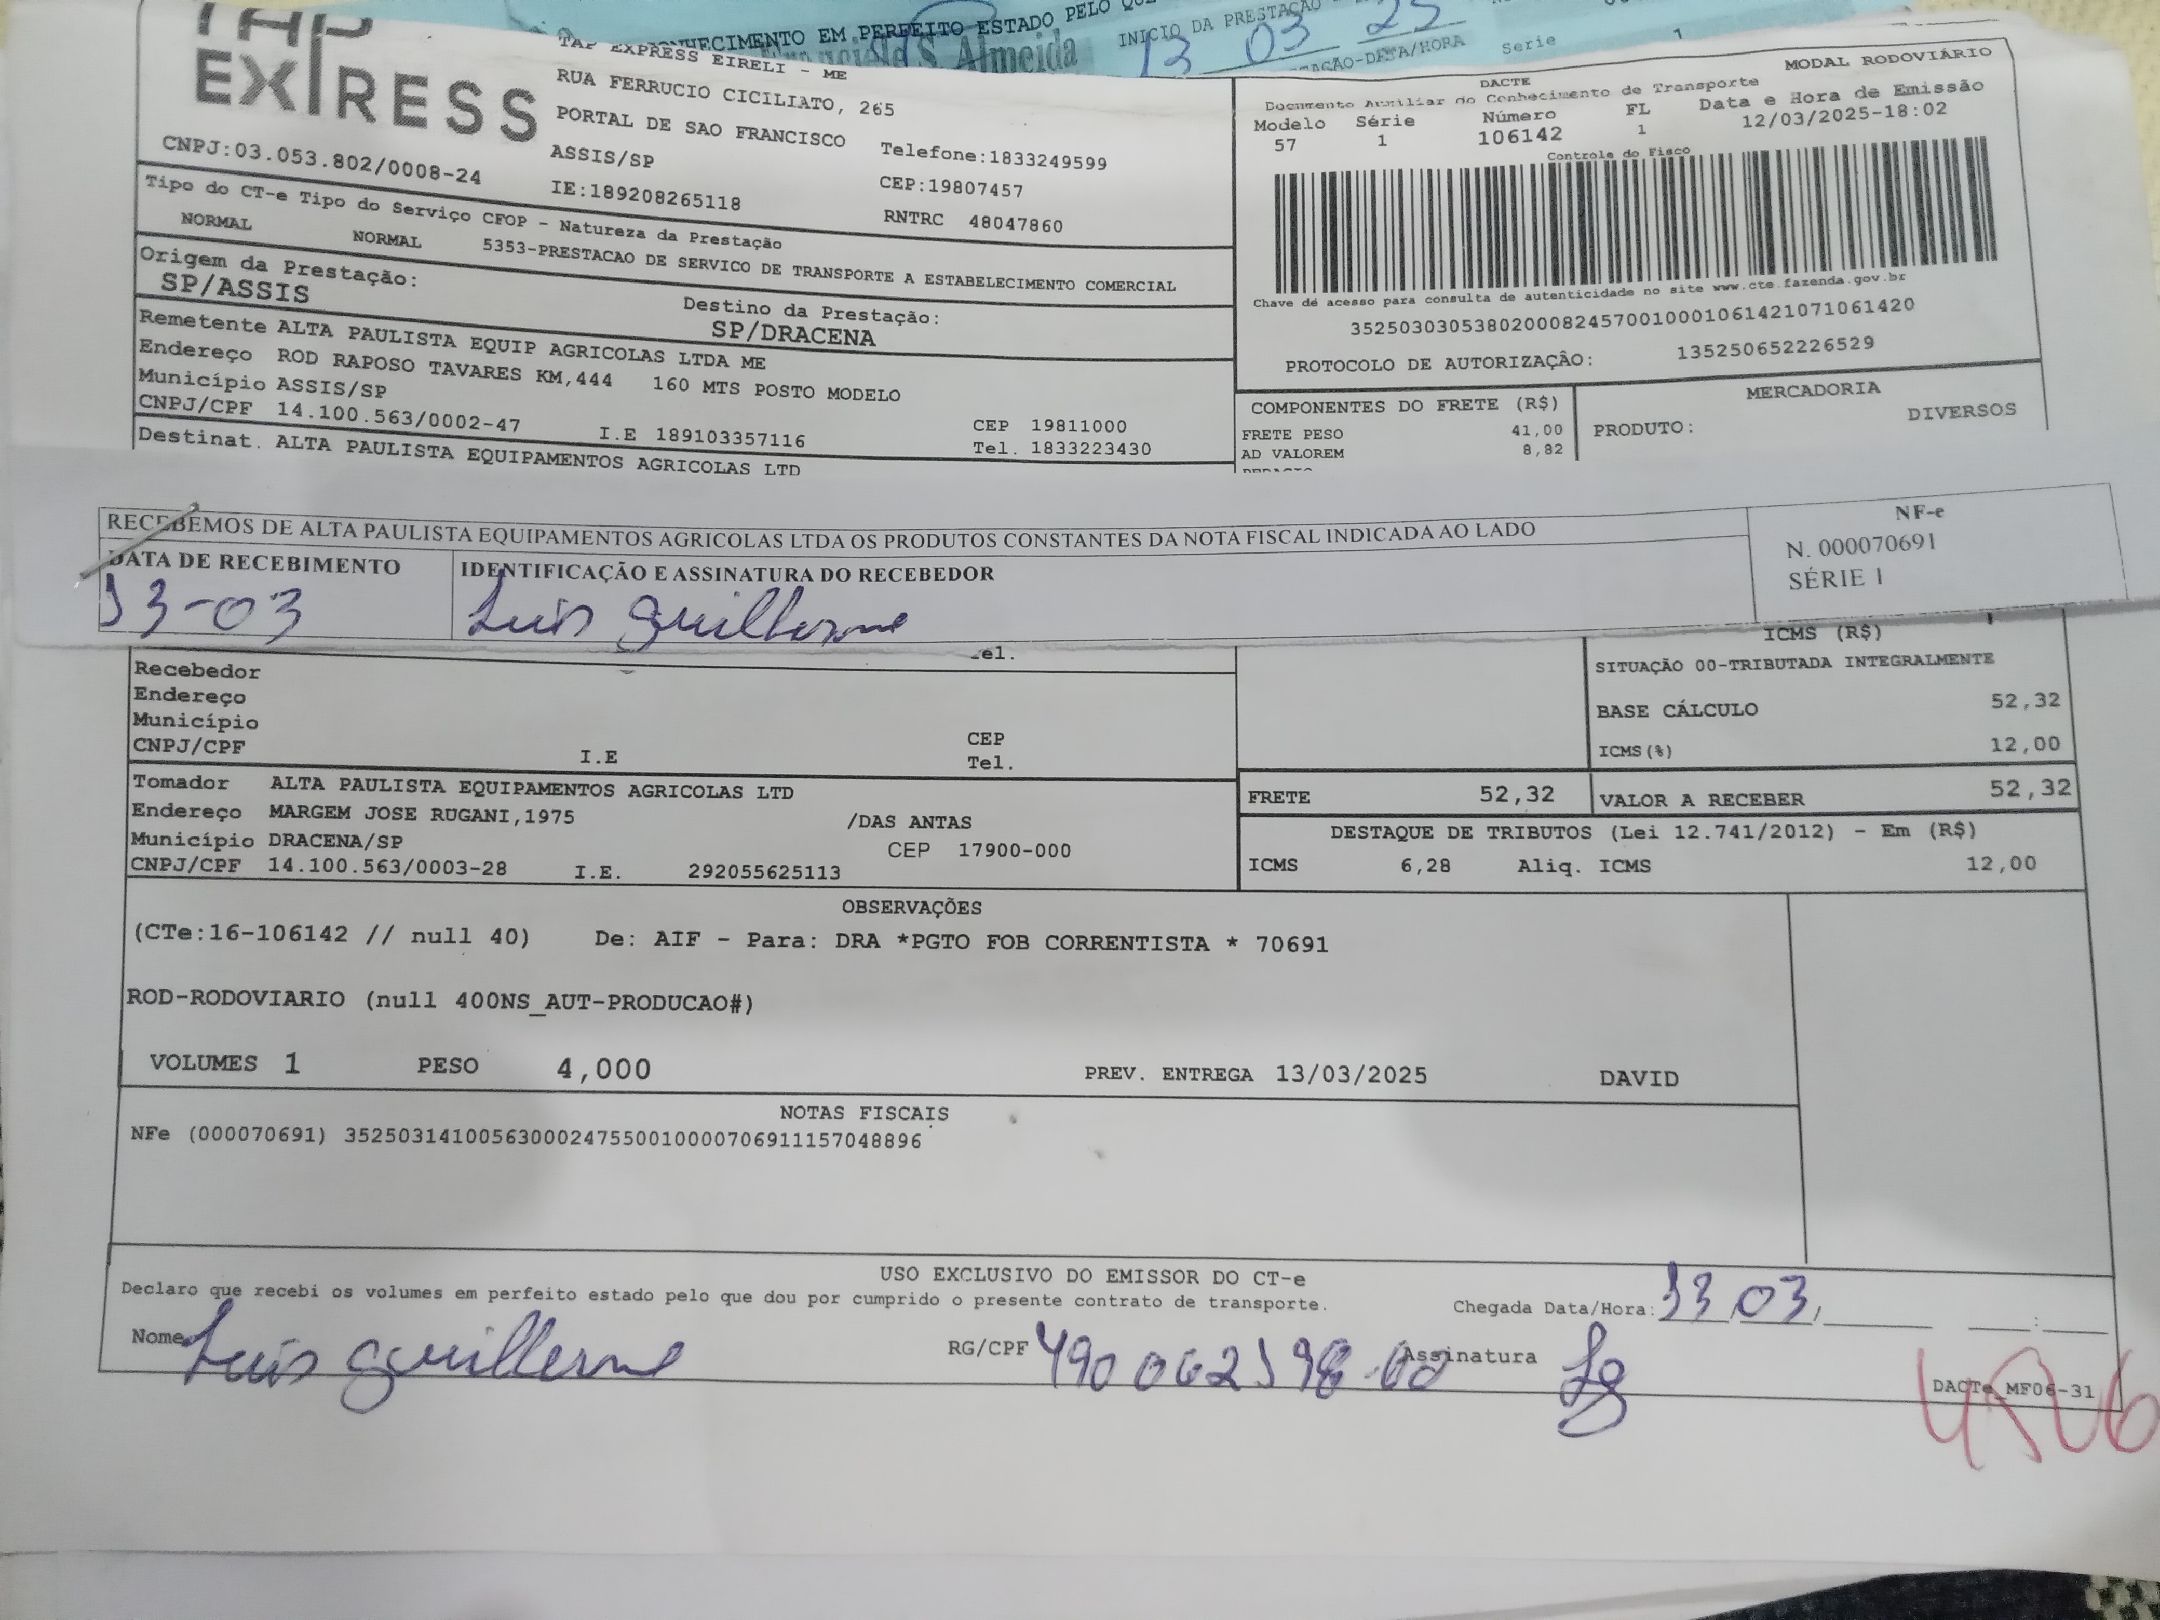 CONHECIMENTO EM PERFEITO ESTADO PELO
S. Almeida
INICIO DA PRESTAÇÃO
13 03 25
Serie 1
TAP
EXPRESS
CNPJ:03.053.802/0008-24
TAP EXPRESS EIRELI - ME
RUA FERRUCIO CICILIATO, 265
PORTAL DE SAO FRANCISCO
ASSIS/SP
IE:189208265118
Telefone:1833249599
CEP:19807457
RNTRC 48047860
DACTE
MODAL RODOVIÁRIO
Documento Auxiliar do Conhecimento de Transporte
Modelo Série Número FL Data e Hora de Emissão
57 1 106142 1 12/03/2025-18:02
Controle do Fisco
Chave de acesso para consulta de autenticidade no site www.cte.fazenda.gov.br
35250303053802000824570010001061421071061420
PROTOCOLO DE AUTORIZAÇÃO: 135250652226529
Tipo do CT-e Tipo do Serviço CFOP - Natureza da Prestação
NORMAL NORMAL 5353-PRESTACAO DE SERVICO DE TRANSPORTE A ESTABELECIMENTO COMERCIAL
Origem da Prestação:
SP/ASSIS
Destino da Prestação:
SP/DRACENA
Remetente ALTA PAULISTA EQUIP AGRICOLAS LTDA ME
Endereço ROD RAPOSO TAVARES KM,444 160 MTS POSTO MODELO
Município ASSIS/SP
CEP 19811000
CNPJ/CPF 14.100.563/0002-47 I.E 189103357116 Tel. 1833223430
Destinat. ALTA PAULISTA EQUIPAMENTOS AGRICOLAS LTD
COMPONENTES DO FRETE (R$)
FRETE PESO 41,00
AD VALOREM 8,82
MERCADORIA
PRODUTO: DIVERSOS
RECEBEMOS DE ALTA PAULISTA EQUIPAMENTOS AGRICOLAS LTDA OS PRODUTOS CONSTANTES DA NOTA FISCAL INDICADA AO LADO
DATA DE RECEBIMENTO
13-03
IDENTIFICAÇÃO E ASSINATURA DO RECEBEDOR
Luis guilherme
NF-e
N. 000070691
SÉRIE 1
Recebedor
Endereço
Município
CNPJ/CPF
I.E
CEP
Tel.
ICMS (R$)
SITUAÇÃO 00-TRIBUTADA INTEGRALMENTE
BASE CÁLCULO 52,32
ICMS(%) 12,00
Tomador ALTA PAULISTA EQUIPAMENTOS AGRICOLAS LTD
Endereço MARGEM JOSE RUGANI,1975 /DAS ANTAS
Município DRACENA/SP CEP 17900-000
CNPJ/CPF 14.100.563/0003-28 I.E. 292055625113
FRETE 52,32 VALOR A RECEBER 52,32
DESTAQUE DE TRIBUTOS (Lei 12.741/2012) - Em (R$)
ICMS 6,28 Aliq. ICMS 12,00
OBSERVAÇÕES
(CTe:16-106142 // null 40) De: AIF - Para: DRA *PGTO FOB CORRENTISTA * 70691
ROD-RODOVIARIO (null 400NS_AUT-PRODUCAO#)
VOLUMES 1 PESO 4,000 PREV. ENTREGA 13/03/2025 DAVID
NOTAS FISCAIS
NFe (000070691) 35250314100563000247550010000706911157048896
USO EXCLUSIVO DO EMISSOR DO CT-e
Declaro que recebi os volumes em perfeito estado pelo que dou por cumprido o presente contrato de transporte.
Chegada Data/Hora: 13/03/
Nome Luis guilherme RG/CPF Assinatura Lg
DACTe_MF06-31